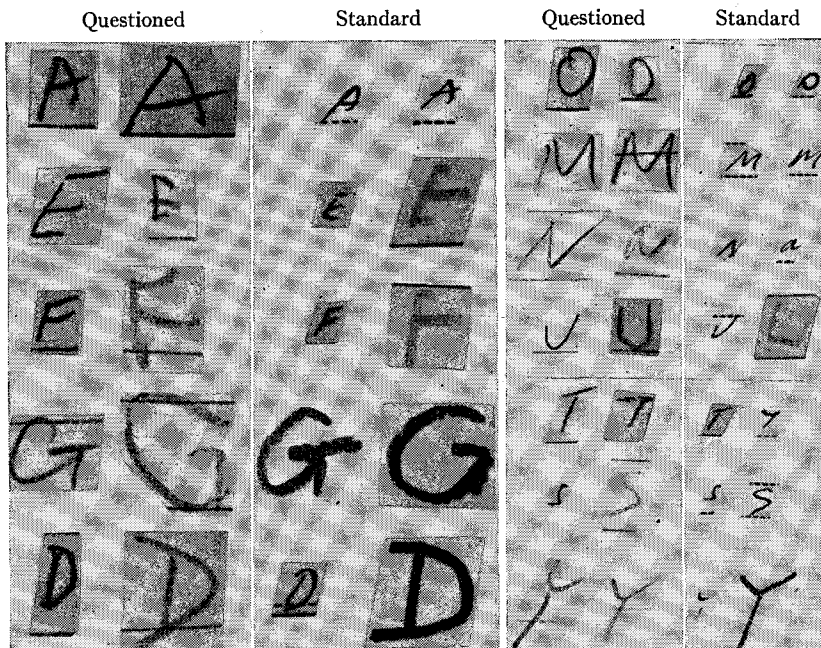 Questioned Standard Questioned Standard
A A A A O O o o
E E E E M M M m
F F F F N N N n
G G G G U U U U
D D D D T T T T
S S S S
Y Y Y Y